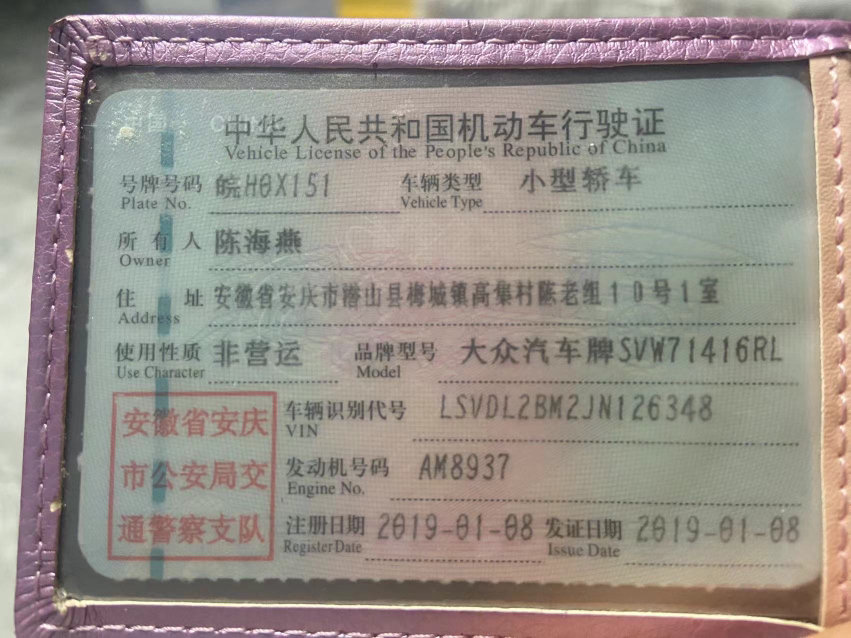 中华人民共和国机动车行驶证
Vehicle License of the People's Republic of China
号牌号码 皖H0X151 车辆类型 小型轿车
Plate No. Vehicle Type
所有人 陈海燕
Owner
住址 安徽省安庆市潜山县梅城镇高集村陈老组10号1室
Address
使用性质 非营运 品牌型号 大众汽车牌SVW71416RL
Use Character Model
安徽省安庆
市公安局交
通警察支队
车辆识别代号 LSVDL2BM2JN126348
VIN
发动机号码 AM8937
Engine No.
注册日期 2019-01-08 发证日期 2019-01-08
Register Date Issue Date